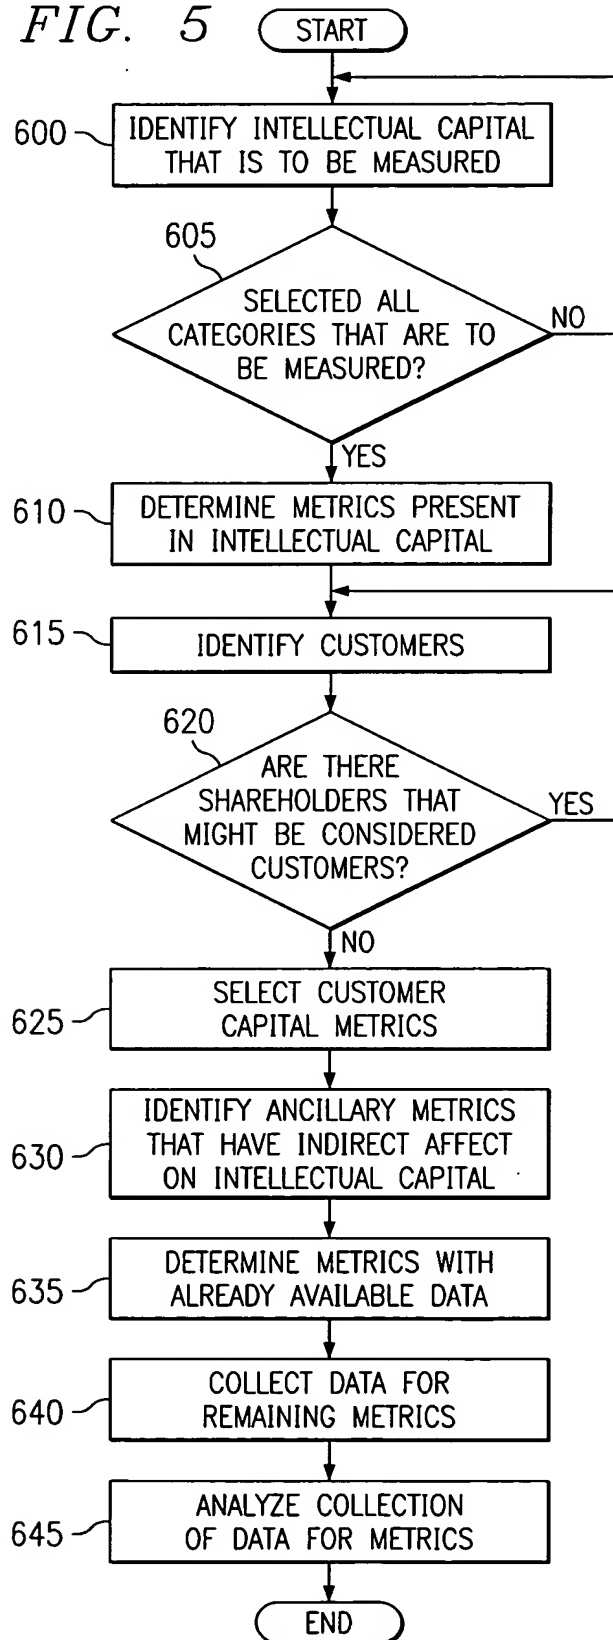 FIG. 5
START
600
IDENTIFY INTELLECTUAL CAPITAL
THAT IS TO BE MEASURED
605
SELECTED ALL
CATEGORIES THAT ARE TO
BE MEASURED?
NO
YES
610
DETERMINE METRICS PRESENT
IN INTELLECTUAL CAPITAL
615
IDENTIFY CUSTOMERS
620
ARE THERE
SHAREHOLDERS THAT
MIGHT BE CONSIDERED
CUSTOMERS?
YES
NO
625
SELECT CUSTOMER
CAPITAL METRICS
630
IDENTIFY ANCILLARY METRICS
THAT HAVE INDIRECT AFFECT
ON INTELLECTUAL CAPITAL
635
DETERMINE METRICS WITH
ALREADY AVAILABLE DATA
640
COLLECT DATA FOR
REMAINING METRICS
645
ANALYZE COLLECTION
OF DATA FOR METRICS
END